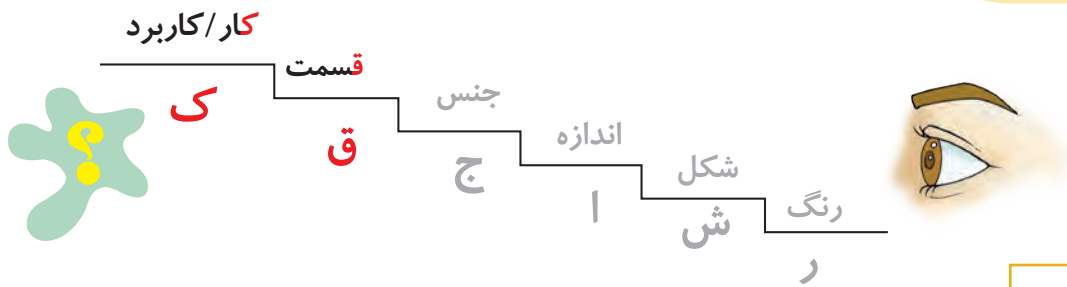 کار/کاربرد
ک
قسمت
ق
جنس
ج
اندازه
ا
شکل
ش
رنگ
ر
؟